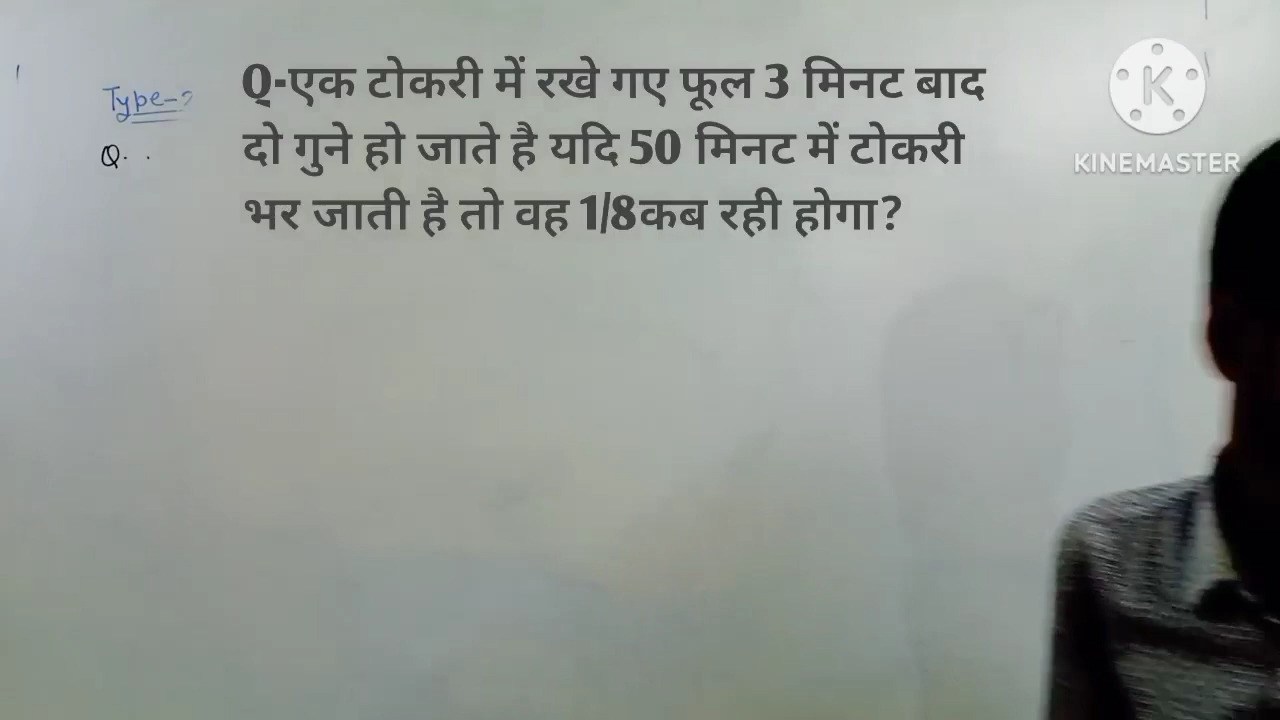 Type-2
Q. .
Q-एक टोकरी में रखे गए फूल 3 मिनट बाद
दो गुने हो जाते है यदि 50 मिनट में टोकरी
भर जाती है तो वह 1/8कब रही होगा?
K
KINEMASTER